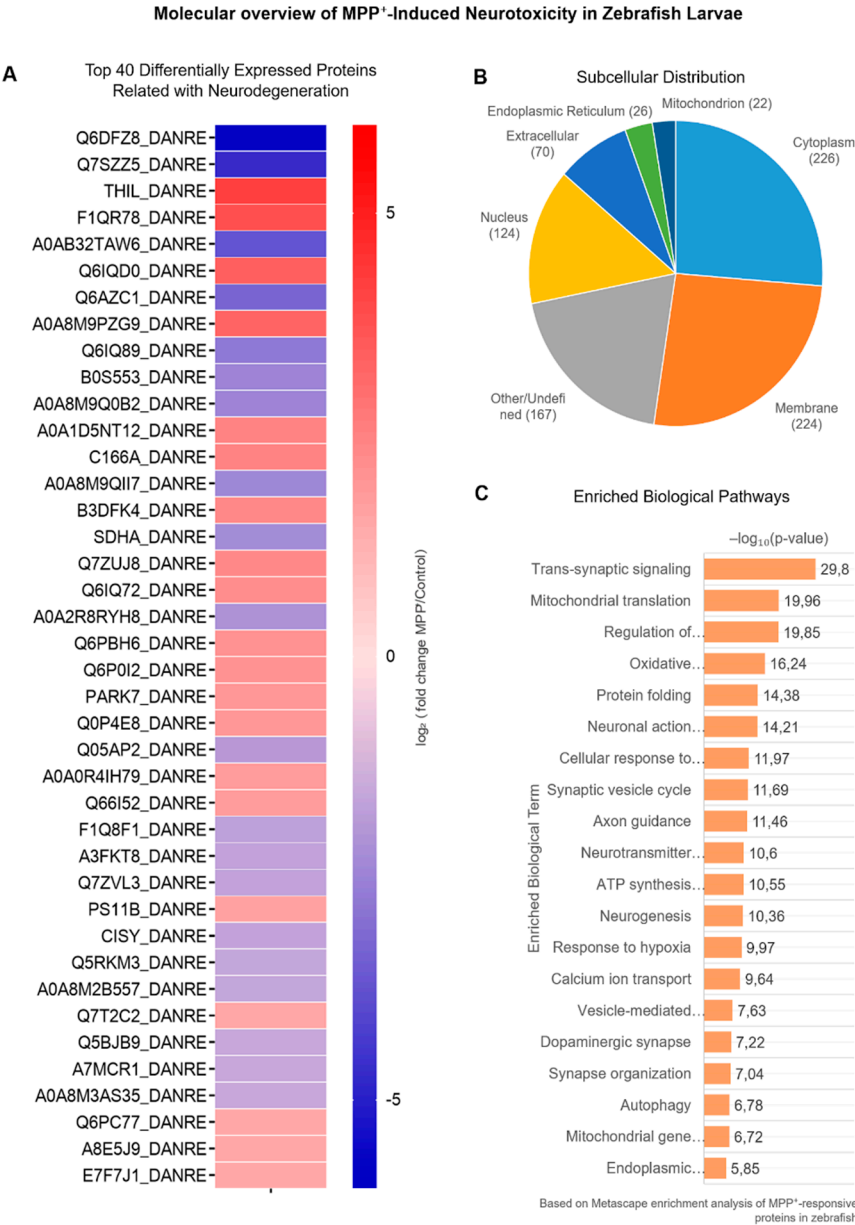 Molecular overview of MPP⁺-Induced Neurotoxicity in Zebrafish Larvae
A
Top 40 Differentially Expressed Proteins
Related with Neurodegeneration
Q6DFZ8_DANRE
Q7SZZ5_DANRE
THIL_DANRE
F1QR78_DANRE
A0AB32TAW6_DANRE
Q6IQD0_DANRE
Q6AZC1_DANRE
A0A8M9PZG9_DANRE
Q6IQ89_DANRE
B0S553_DANRE
A0A8M9Q0B2_DANRE
A0A1D5NT12_DANRE
C166A_DANRE
A0A8M9QII7_DANRE
B3DFK4_DANRE
SDHA_DANRE
Q7ZUJ8_DANRE
Q6IQ72_DANRE
A0A2R8RYH8_DANRE
Q6PBH6_DANRE
Q6P0I2_DANRE
PARK7_DANRE
Q0P4E8_DANRE
Q05AP2_DANRE
A0A0R4IH79_DANRE
Q66I52_DANRE
F1Q8F1_DANRE
A3FKT8_DANRE
Q7ZVL3_DANRE
PS11B_DANRE
CISY_DANRE
Q5RKM3_DANRE
A0A8M2B557_DANRE
Q7T2C2_DANRE
Q5BJB9_DANRE
A7MCR1_DANRE
A0A8M3AS35_DANRE
Q6PC77_DANRE
A8E5J9_DANRE
E7F7J1_DANRE
5
0
-5
log₂ (fold change MPP/Control)
B
Subcellular Distribution
Endoplasmic Reticulum (26)
Mitochondrion (22)
Extracellular
(70)
Cytoplasm
(226)
Nucleus
(124)
Other/Undefi
ned (167)
Membrane
(224)
C
Enriched Biological Pathways
–log₁₀(p-value)
Enriched Biological Term
Trans-synaptic signaling 29,8
Mitochondrial translation 19,96
Regulation of... 19,85
Oxidative... 16,24
Protein folding 14,38
Neuronal action... 14,21
Cellular response to... 11,97
Synaptic vesicle cycle 11,69
Axon guidance 11,46
Neurotransmitter... 10,6
ATP synthesis... 10,55
Neurogenesis 10,36
Response to hypoxia 9,97
Calcium ion transport 9,64
Vesicle-mediated... 7,63
Dopaminergic synapse 7,22
Synapse organization 7,04
Autophagy 6,78
Mitochondrial gene... 6,72
Endoplasmic... 5,85
Based on Metascape enrichment analysis of MPP⁺-responsive
proteins in zebrafish